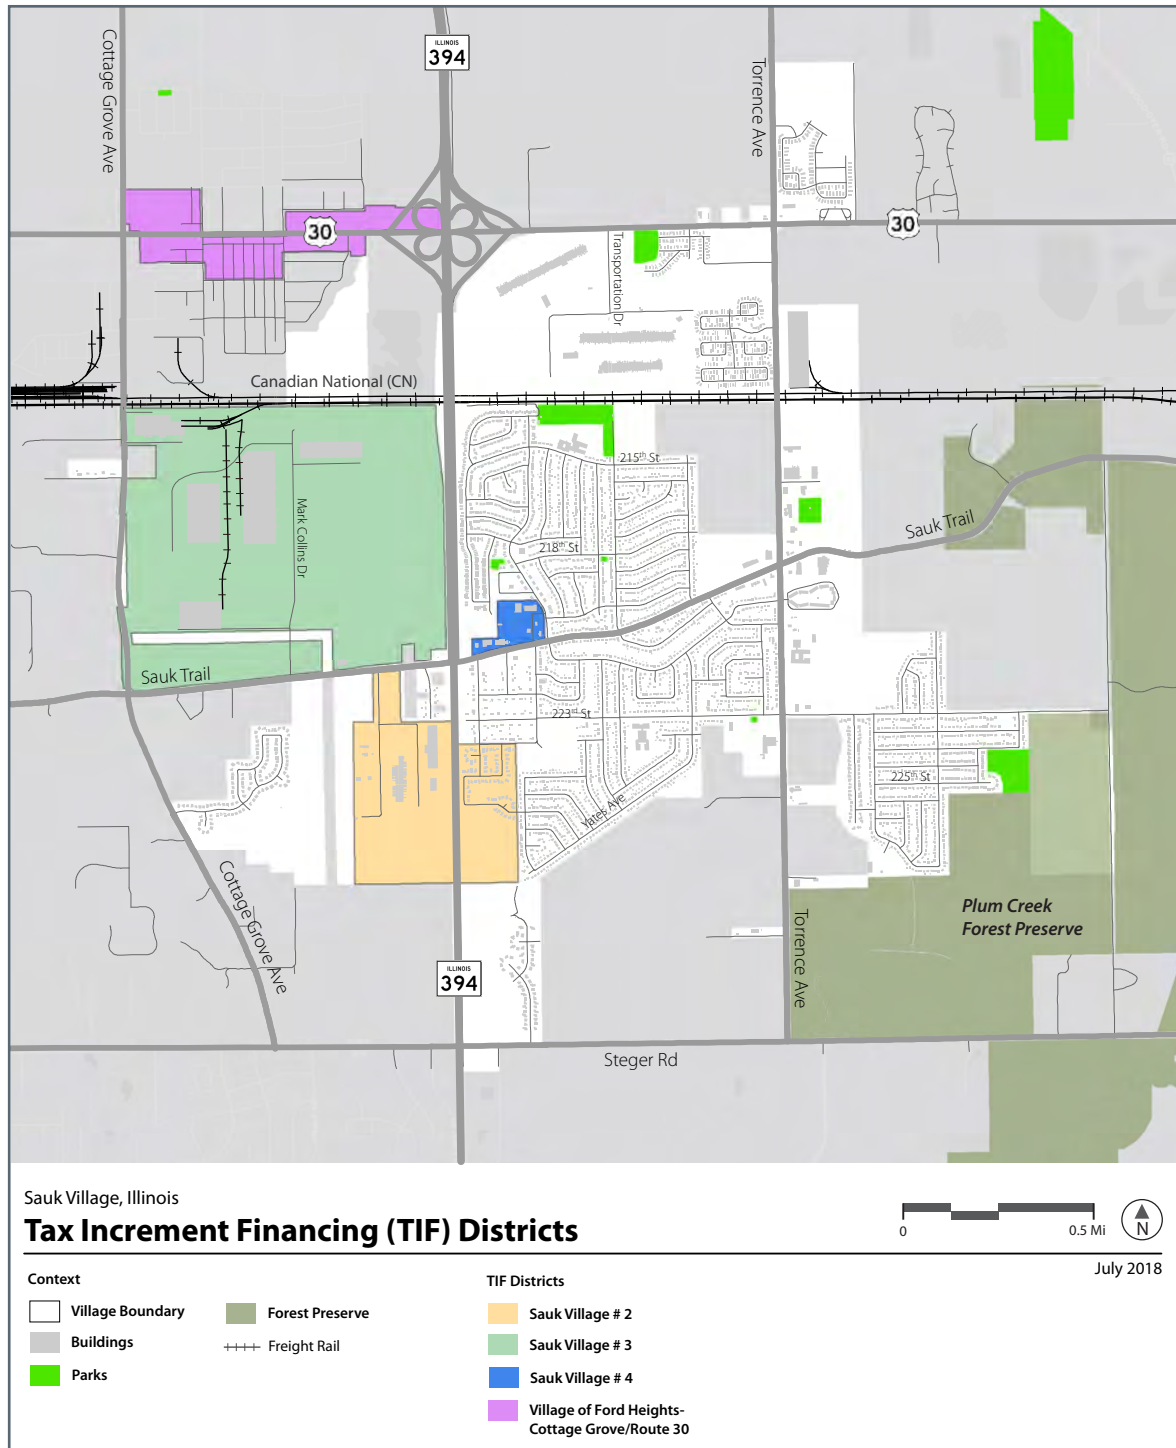 Cottage Grove Ave
ILLINOIS
394
Torrence Ave
30
30
Transportation Dr
Canadian National (CN)
215th St
Mark Collins Dr
Sauk Trail
218th St
Sauk Trail
223rd St
225th St
Yates Ave
Cottage Grove Ave
Plum Creek
Forest Preserve
Torrence Ave
ILLINOIS
394
Steger Rd
Sauk Village, Illinois
Tax Increment Financing (TIF) Districts
0
0.5 Mi
N
July 2018
Context
Village Boundary
Buildings
Parks
Forest Preserve
Freight Rail
TIF Districts
Sauk Village # 2
Sauk Village # 3
Sauk Village # 4
Village of Ford Heights-
Cottage Grove/Route 30